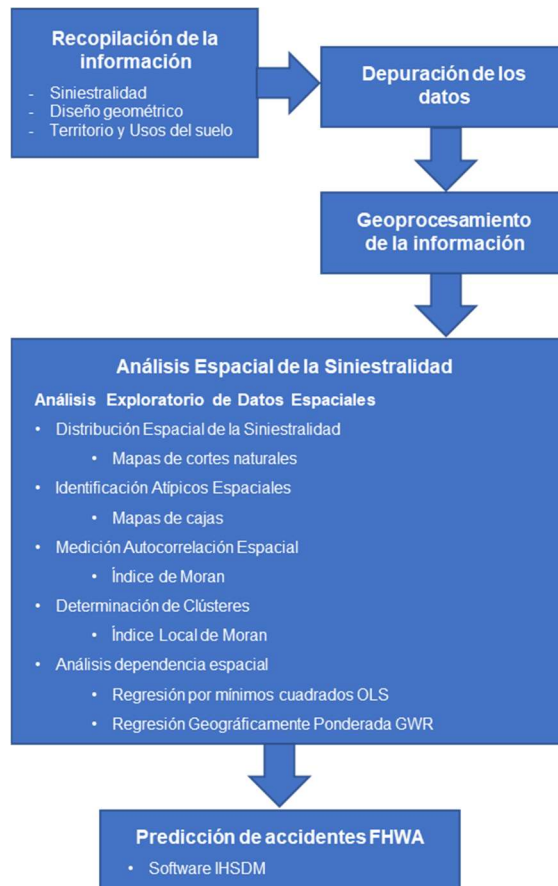 Recopilación de la
información
- Siniestralidad
- Diseño geométrico
- Territorio y Usos del suelo
Depuración de los
datos
Geoprocesamiento
de la información
Análisis Espacial de la Siniestralidad
Análisis Exploratorio de Datos Espaciales
• Distribución Espacial de la Siniestralidad
• Mapas de cortes naturales
• Identificación Atípicos Espaciales
• Mapas de cajas
• Medición Autocorrelación Espacial
• Índice de Moran
• Determinación de Clústeres
• Índice Local de Moran
• Análisis dependencia espacial
• Regresión por mínimos cuadrados OLS
• Regresión Geográficamente Ponderada GWR
Predicción de accidentes FHWA
• Software IHSDM